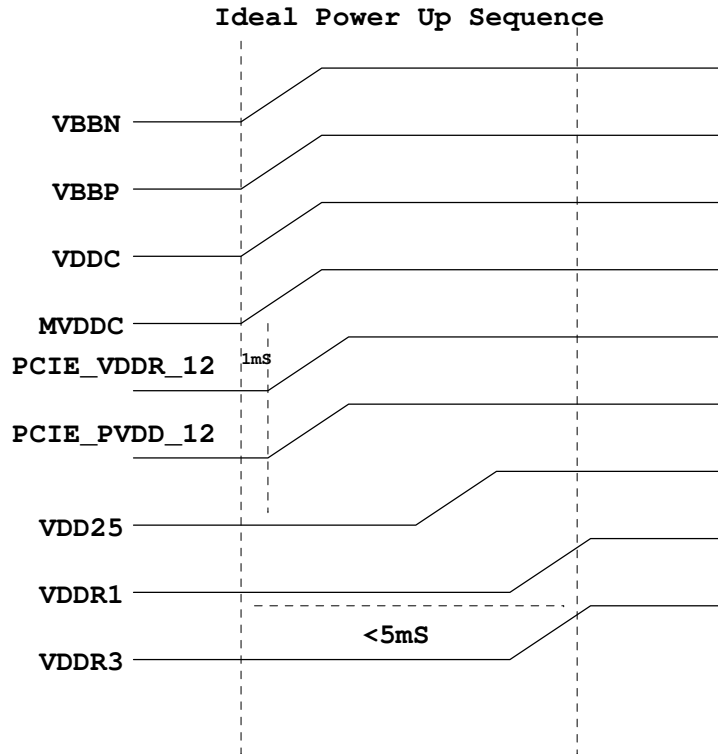 Ideal Power Up Sequence
VBBN
VBBP
VDDC
MVDDC
1mS
PCIE_VDDR_12
PCIE_PVDD_12
VDD25
VDDR1
<5mS
VDDR3